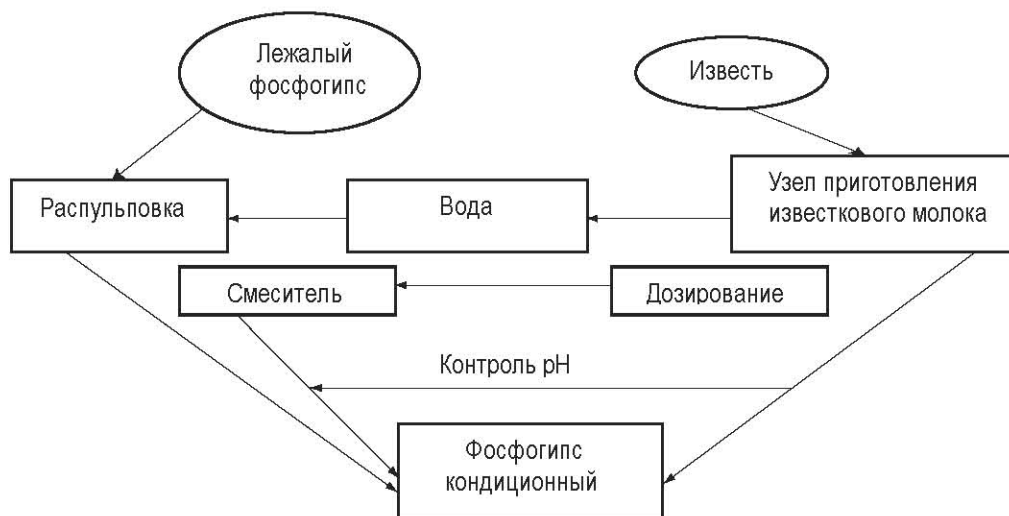 Лежалый
фосфогипс
Известь
Распульповка
Вода
Узел приготовления
известкового молока
Смеситель
Дозирование
Контроль pH
Фосфогипс
кондиционный